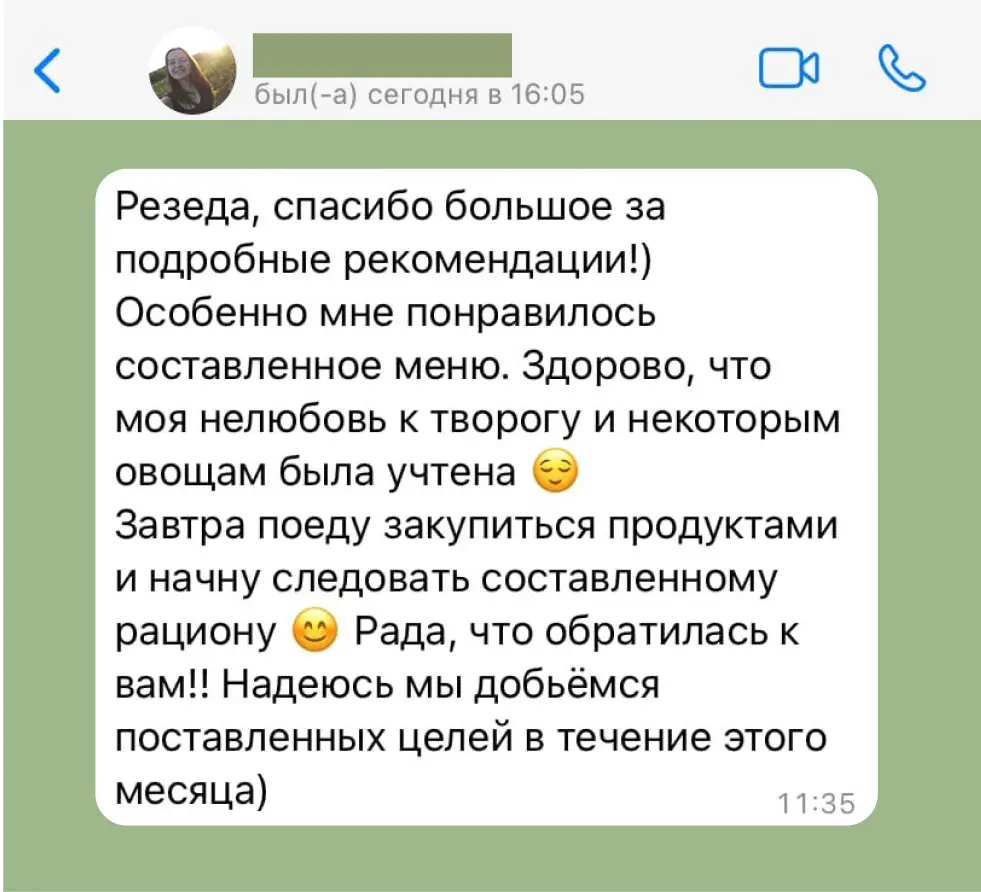 был(-а) сегодня в 16:05
Резеда, спасибо большое за
подробные рекомендации!)
Особенно мне понравилось
составленное меню. Здорово, что
моя нелюбовь к творогу и некоторым
овощам была учтена 😌
Завтра поеду закупиться продуктами
и начну следовать составленному
рациону 😊 Рада, что обратилась к
вам!! Надеюсь мы добьёмся
поставленных целей в течение этого
месяца)
11:35